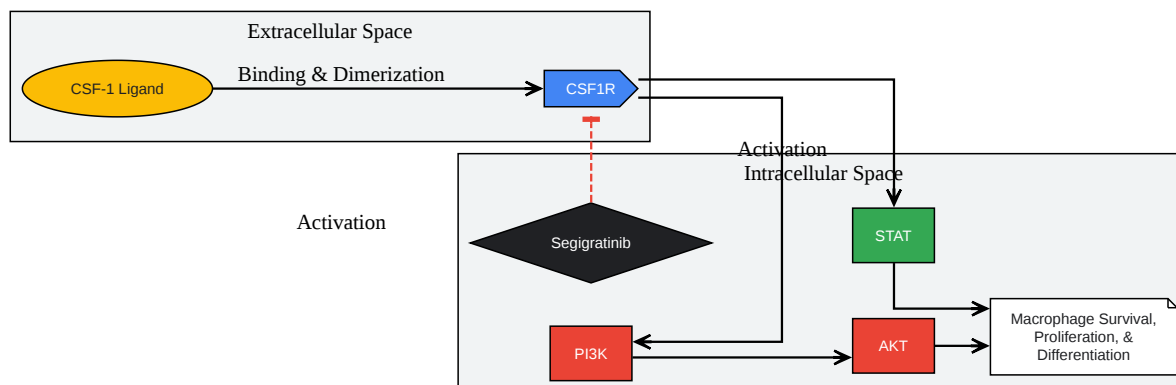 Extracellular Space
Binding & Dimerization
CSF-1 Ligand
CSF1R
Activation
Intracellular Space
Activation
STAT
Segigratinib
Macrophage Survival,
Proliferation, &
Differentiation
PI3K
AKT